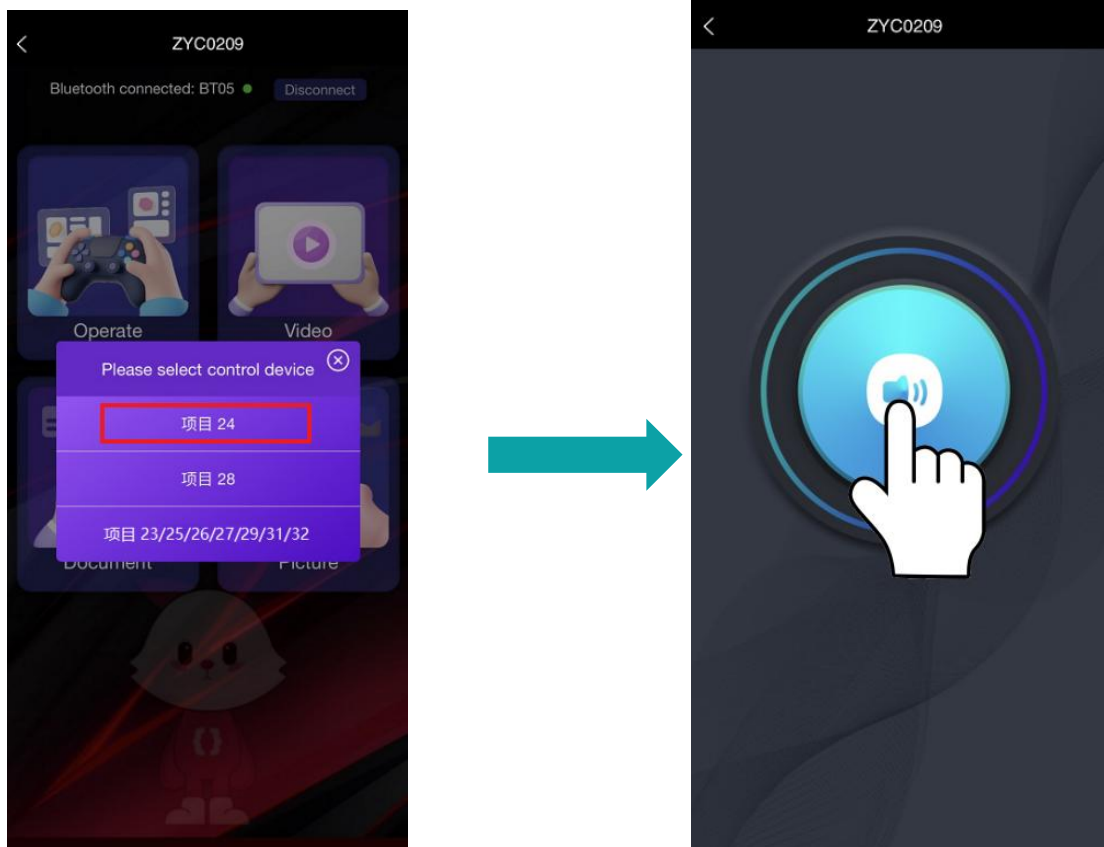 ZYC0209
Bluetooth connected: BT05
Disconnect
Operate
Video
Please select control device
项目 24
项目 28
项目 23/25/26/27/29/31/32
Document
Picture
ZYC0209